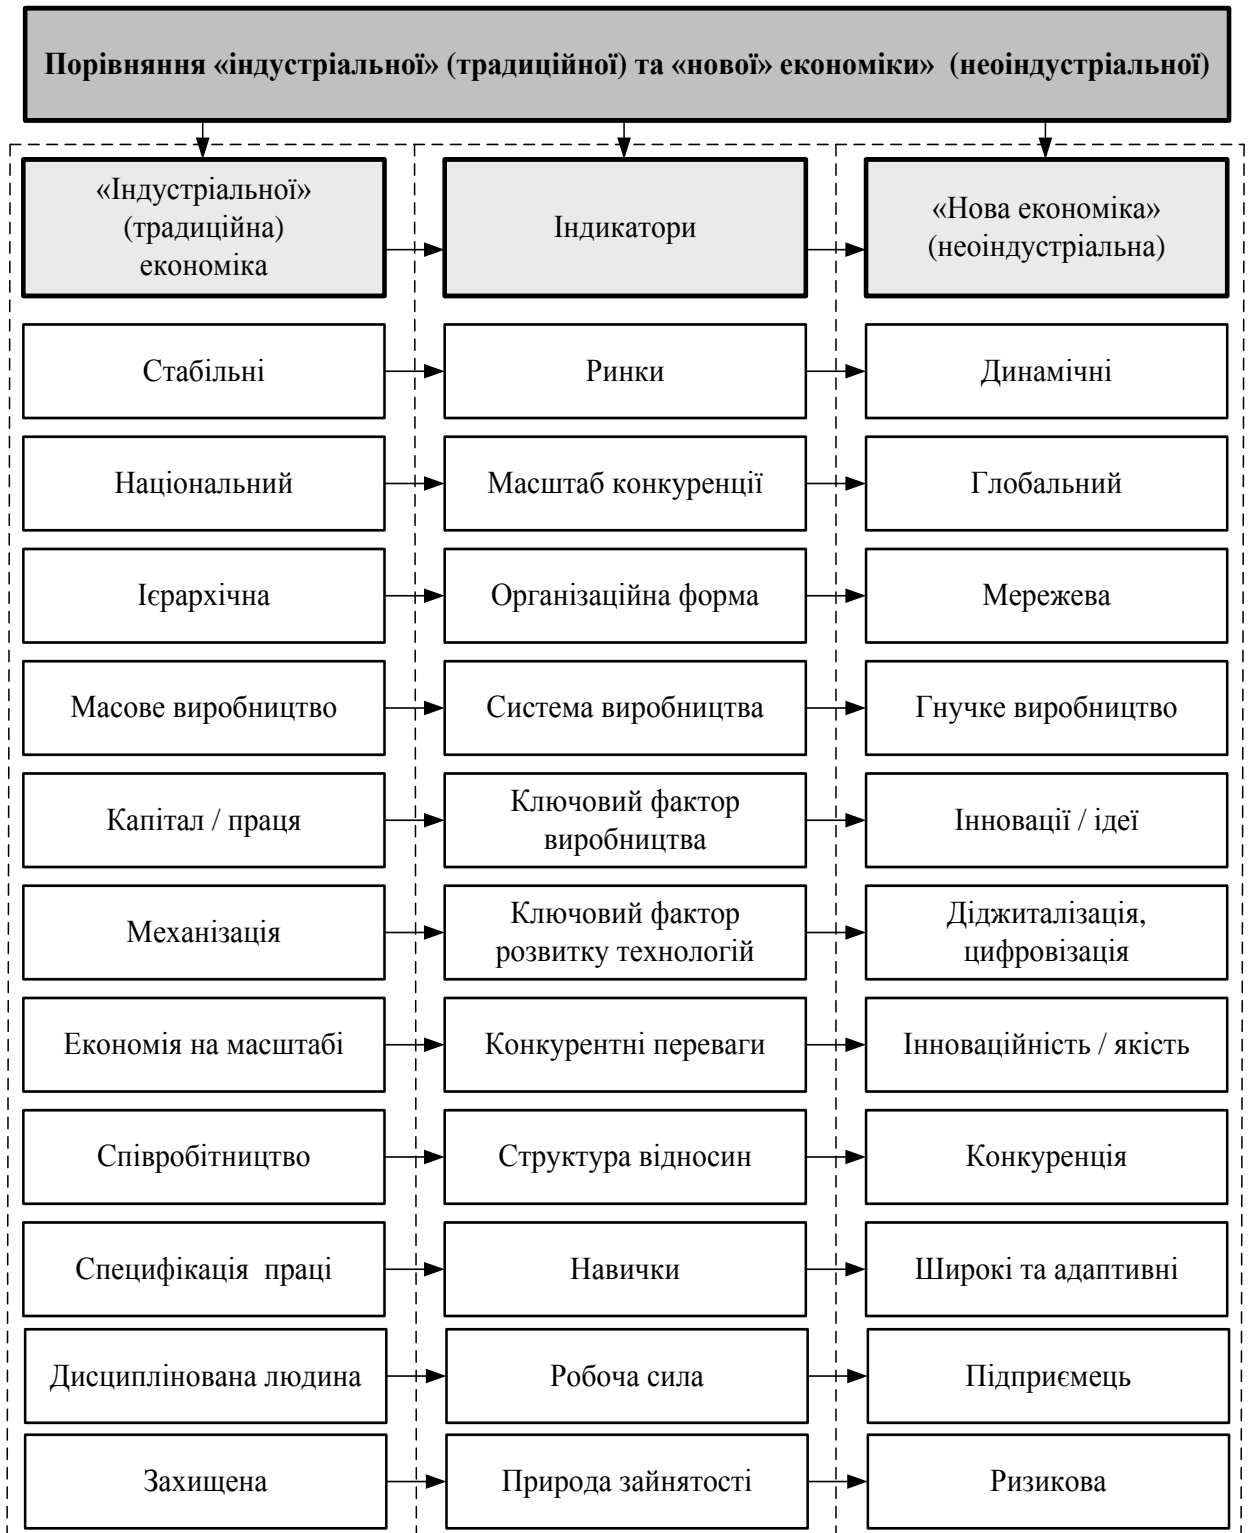 Порівняння «індустріальної» (традиційної) та «нової» економіки» (неоіндустріальної)
«Індустріальної»
(традиційна)
економіка
Індикатори
«Нова економіка»
(неоіндустріальна)
Стабільні
Ринки
Динамічні
Національний
Масштаб конкуренції
Глобальний
Ієрархічна
Організаційна форма
Мережева
Масове виробництво
Система виробництва
Гнучке виробництво
Капітал / праця
Ключовий фактор
виробництва
Інновації / ідеї
Механізація
Ключовий фактор
розвитку технологій
Діджиталізація,
цифровізація
Економія на масштабі
Конкурентні переваги
Інноваційність / якість
Співробітництво
Структура відносин
Конкуренція
Специфікація праці
Навички
Широкі та адаптивні
Дисциплінована людина
Робоча сила
Підприємець
Захищена
Природа зайнятості
Ризикова